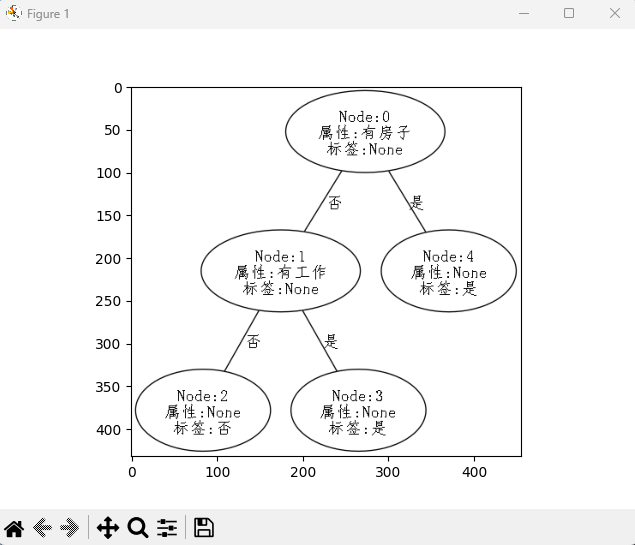 Figure 1
0
50
100
150
200
250
300
350
400
0
100
200
300
400
Node:0
属性:有房子
标签:None
否
是
Node:1
属性:有工作
标签:None
Node:4
属性:None
标签:是
否
是
Node:2
属性:None
标签:否
Node:3
属性:None
标签:是